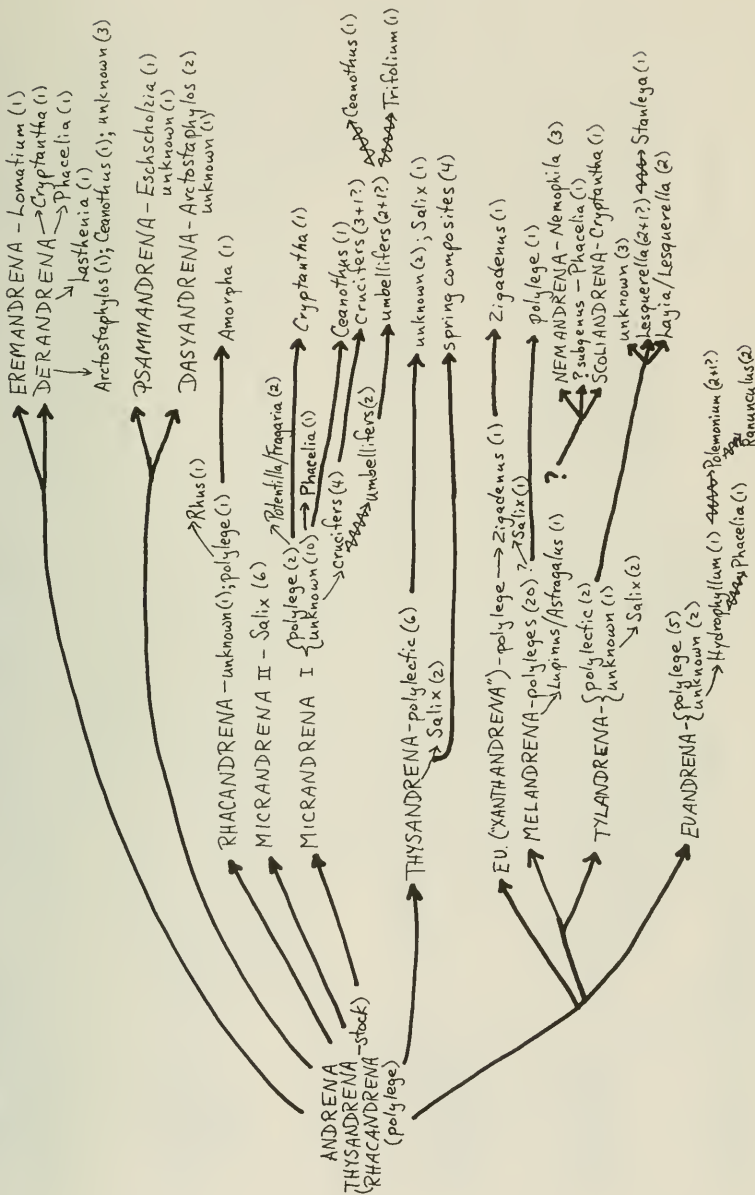 EREMANDRENA - Lomatium (1)
DERANDRENA → Cryptantha (1)
Phacelia (1)
Lasthenia (1)
Arctostaphylos (1); Ceanothus (1); unknown (3)
PSAMMANDRENA - Eschscholzia (1)
unknown (1)
DASYANDRENA - Arctostaphylos (2)
unknown (1)
Rhus (1)
RHACANDRENA - unknown (1); polylege (1)
Amorpha (1)
MICRANDRENA II - Salix (6)
Potentilla/Fragaria (2)
MICRANDRENA I { polylege (2)
unknown (10)
Phacelia (1)
Crucifers (4)
Umbellifers (2)
Cryptantha (1)
Ceanothus (1)
Crucifers (3+1?)
Ceanothus (1)
umbellifers (2+1?)
Trifolium (1)
THYSANDRENA - polylectic (6)
Salix (2)
unknown (2); Salix (1)
spring composites (4)
ANDRENA
THYSANDRENA
(RHACANDRENA - stock)
(polylege)
EU. ("XANTHANDRENA") - polylege → Zigadenus (1)
Zigadenus (1)
MELANDRENA - polyleges (20)
? Salix (1)
Lupinus/Astragalus (1)
polylege (1)
?
NEMANDRENA - Nemophila (3)
? subgenus - Phacelia (1)
SCOLIANDRENA - Cryptantha (1)
TYLANDRENA - { polylectic (2)
unknown (1)
Salix (2)
unknown (3)
Lesquerella (2+1?)
Stanleya (1)
Layia/Lesquerella (2)
EUANDRENA - { polylege (5)
unknown (2)
Hydrophyllum (1)
Polemonium (2+1?)
Phacelia (1)
Ranunculus (2)